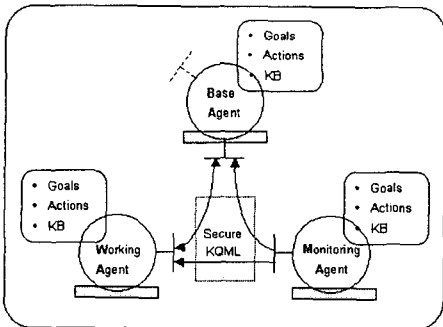 • Goals
• Actions
• KB
Base
Agent
• Goals
• Actions
• KB
Working
Agent
Secure
KQML
• Goals
• Actions
• KB
Monitoring
Agent